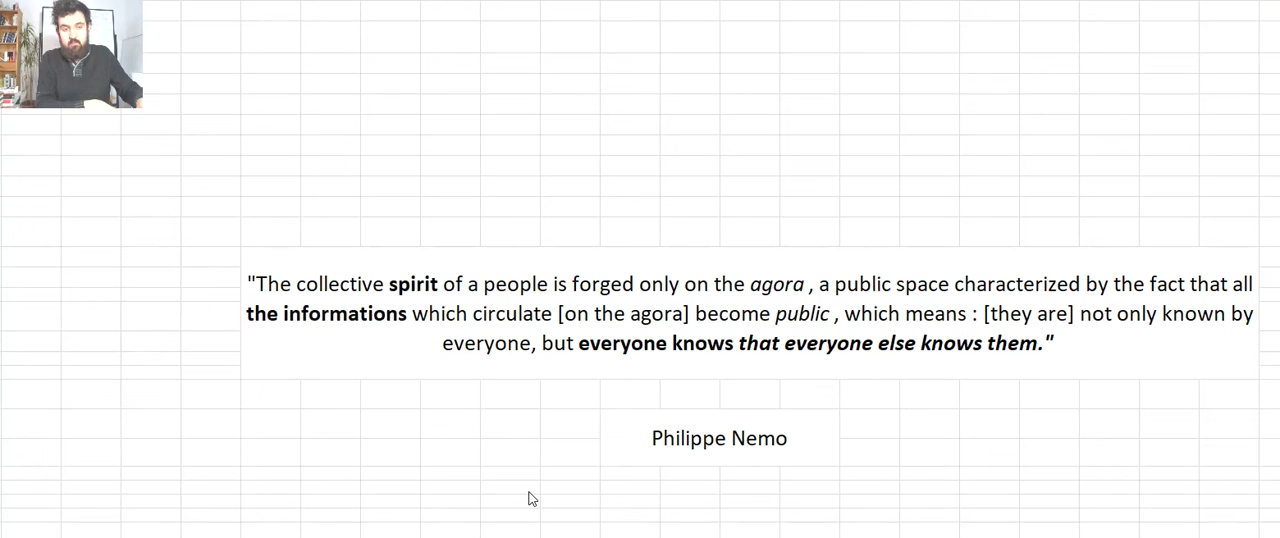 "The collective spirit of a people is forged only on the agora , a public space characterized by the fact that all
the informations which circulate [on the agora] become public , which means : [they are] not only known by
everyone, but everyone knows that everyone else knows them."
Philippe Nemo